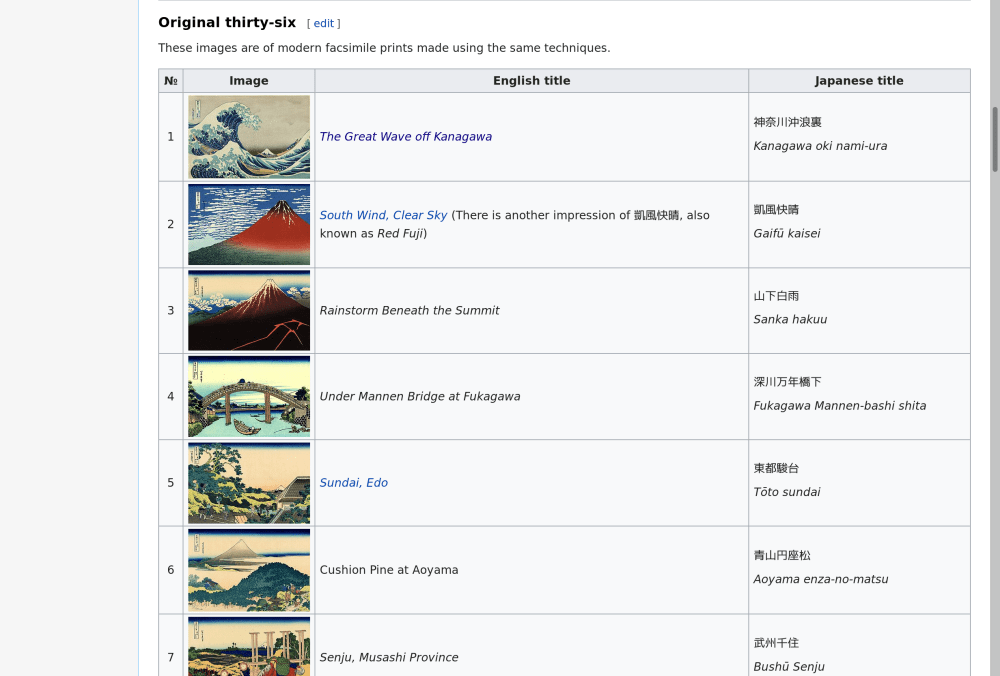 Original thirty-six [ edit ]
These images are of modern facsimile prints made using the same techniques.
№ Image English title Japanese title
1 The Great Wave off Kanagawa 神奈川沖浪裏
Kanagawa oki nami-ura
2 South Wind, Clear Sky (There is another impression of 凱風快晴, also
known as Red Fuji)
凱風快晴
Gaifū kaisei
3 Rainstorm Beneath the Summit
山下白雨
Sanka hakuu
4 Under Mannen Bridge at Fukagawa
深川万年橋下
Fukagawa Mannen-bashi shita
5 Sundai, Edo
東都駿台
Tōto sundai
6 Cushion Pine at Aoyama
青山円座松
Aoyama enza-no-matsu
7 Senju, Musashi Province
武州千住
Bushū Senju